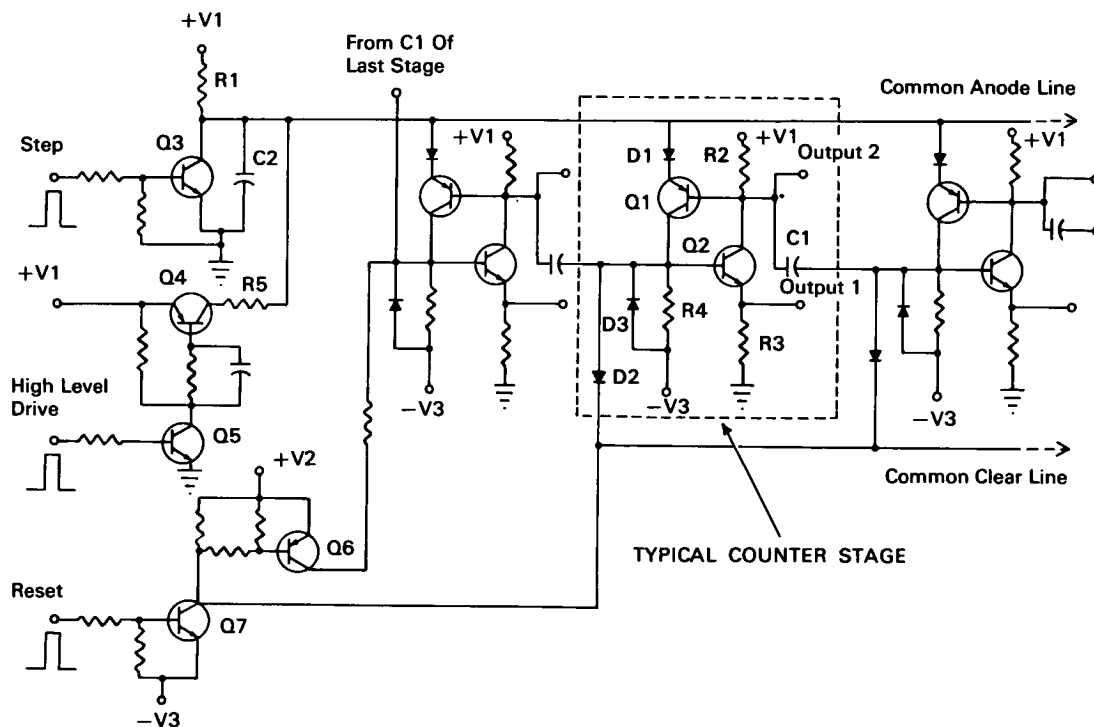 +V1
R1
From C1 Of
Last Stage
Common Anode Line
Step
Q3
C2
+V1
D1
R2
+V1
Output 2
+V1
Q1
Q2
C1
Output 1
+V1
Q4
R5
D3
R4
R3
D2
High Level
Drive
Q5
−V3
−V3
−V3
+V2
Common Clear Line
Q6
TYPICAL COUNTER STAGE
Reset
Q7
−V3